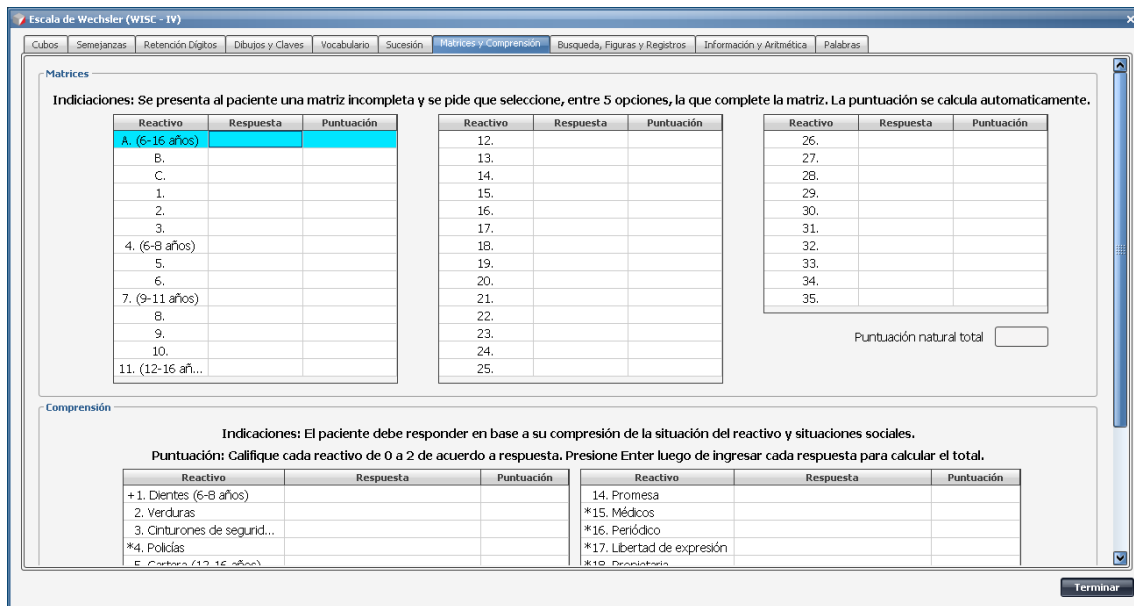 Escala de Wechsler (WISC - IV)
Cubos Semejanzas Retención Dígitos Dibujos y Claves Vocabulario Sucesión Matrices y Comprensión Busqueda, Figuras y Registros Información y Aritmética Palabras
Matrices
Indiciaciones: Se presenta al paciente una matriz incompleta y se pide que seleccione, entre 5 opciones, la que complete la matriz. La puntuación se calcula automaticamente.
Reactivo Respuesta Puntuación
A. (6-16 años)
B.
C.
1.
2.
3.
4. (6-8 años)
5.
6.
7. (9-11 años)
8.
9.
10.
11. (12-16 añ...
Reactivo Respuesta Puntuación
12.
13.
14.
15.
16.
17.
18.
19.
20.
21.
22.
23.
24.
25.
Reactivo Respuesta Puntuación
26.
27.
28.
29.
30.
31.
32.
33.
34.
35.
Puntuación natural total
Comprensión
Indicaciones: El paciente debe responder en base a su compresión de la situación del reactivo y situaciones sociales.
Puntuación: Califique cada reactivo de 0 a 2 de acuerdo a respuesta. Presione Enter luego de ingresar cada respuesta para calcular el total.
Reactivo Respuesta Puntuación
+1. Dientes (6-8 años)
2. Verduras
3. Cinturones de segurid...
*4. Policías
5. Cartera (12-16 años)
Reactivo Respuesta Puntuación
14. Promesa
*15. Médicos
*16. Periódico
*17. Libertad de expresión
*18. Propietaria
Terminar